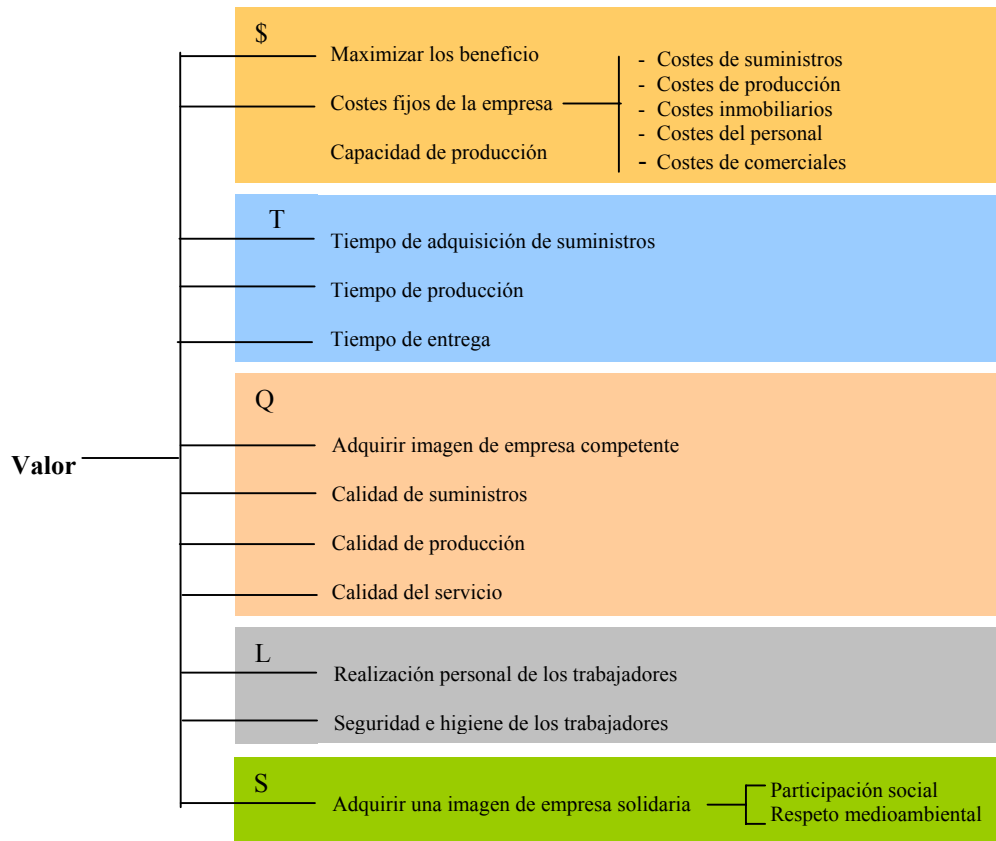 $
Maximizar los beneficio
Costes fijos de la empresa
Capacidad de producción
- Costes de suministros
- Costes de producción
- Costes inmobiliarios
- Costes del personal
- Costes de comerciales
T
Tiempo de adquisición de suministros
Tiempo de producción
Tiempo de entrega
Q
Adquirir imagen de empresa competente
Valor
Calidad de suministros
Calidad de producción
Calidad del servicio
L
Realización personal de los trabajadores
Seguridad e higiene de los trabajadores
S
Adquirir una imagen de empresa solidaria
Participación social
Respeto medioambiental